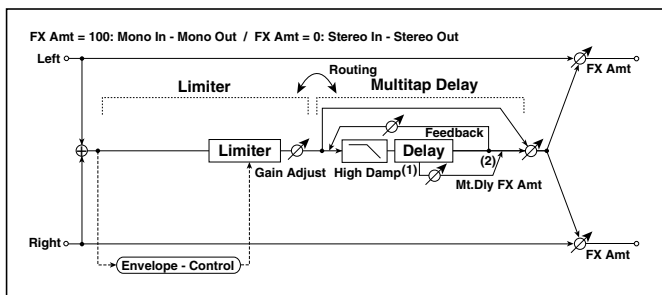 FX Amt = 100: Mono In - Mono Out / FX Amt = 0: Stereo In - Stereo Out
Left
FX Amt
Routing
Limiter
Multitap Delay
Feedback
Limiter
Delay
Gain Adjust
High Damp
(1)
(2)
Mt.Dly FX Amt
Right
FX Amt
Envelope - Control